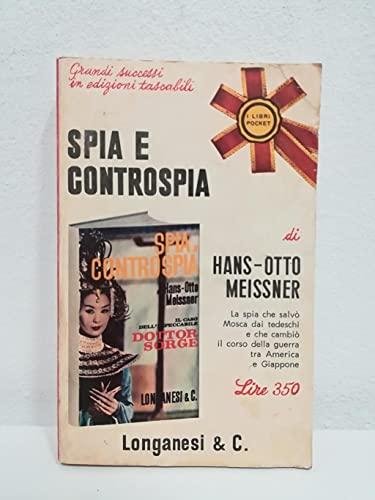 Grandi successi
in edizioni tascabili
I LIBRI
POCKET
SPIA E
CONTROSPIA
di
HANS-OTTO
MEISSNER
La spia che salvò
Mosca dai tedeschi
e che cambiò
il corso della guerra
tra America
e Giappone
Lire 350
SPIA e
CONTROSPIA
di Hans-Otto
Meissner
IL CASO
DELL'IMPECCABILE
DOUTOR
SORGE
LONGANESI & C.
Longanesi & C.